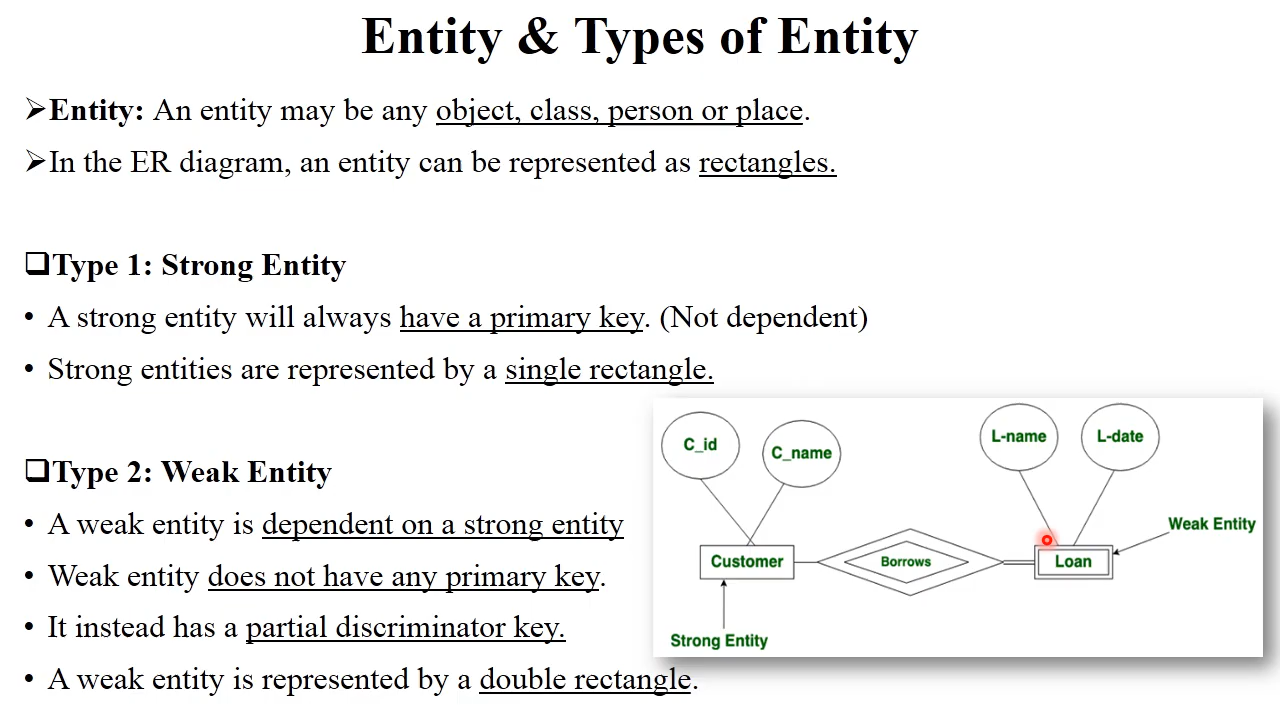 Entity & Types of Entity
➢Entity: An entity may be any object, class, person or place.
➢In the ER diagram, an entity can be represented as rectangles.
❑Type 1: Strong Entity
• A strong entity will always have a primary key. (Not dependent)
• Strong entities are represented by a single rectangle.
❑Type 2: Weak Entity
• A weak entity is dependent on a strong entity
• Weak entity does not have any primary key.
• It instead has a partial discriminator key.
• A weak entity is represented by a double rectangle.
C_id
C_name
L-name
L-date
Weak Entity
Customer
Borrows
Loan
Strong Entity